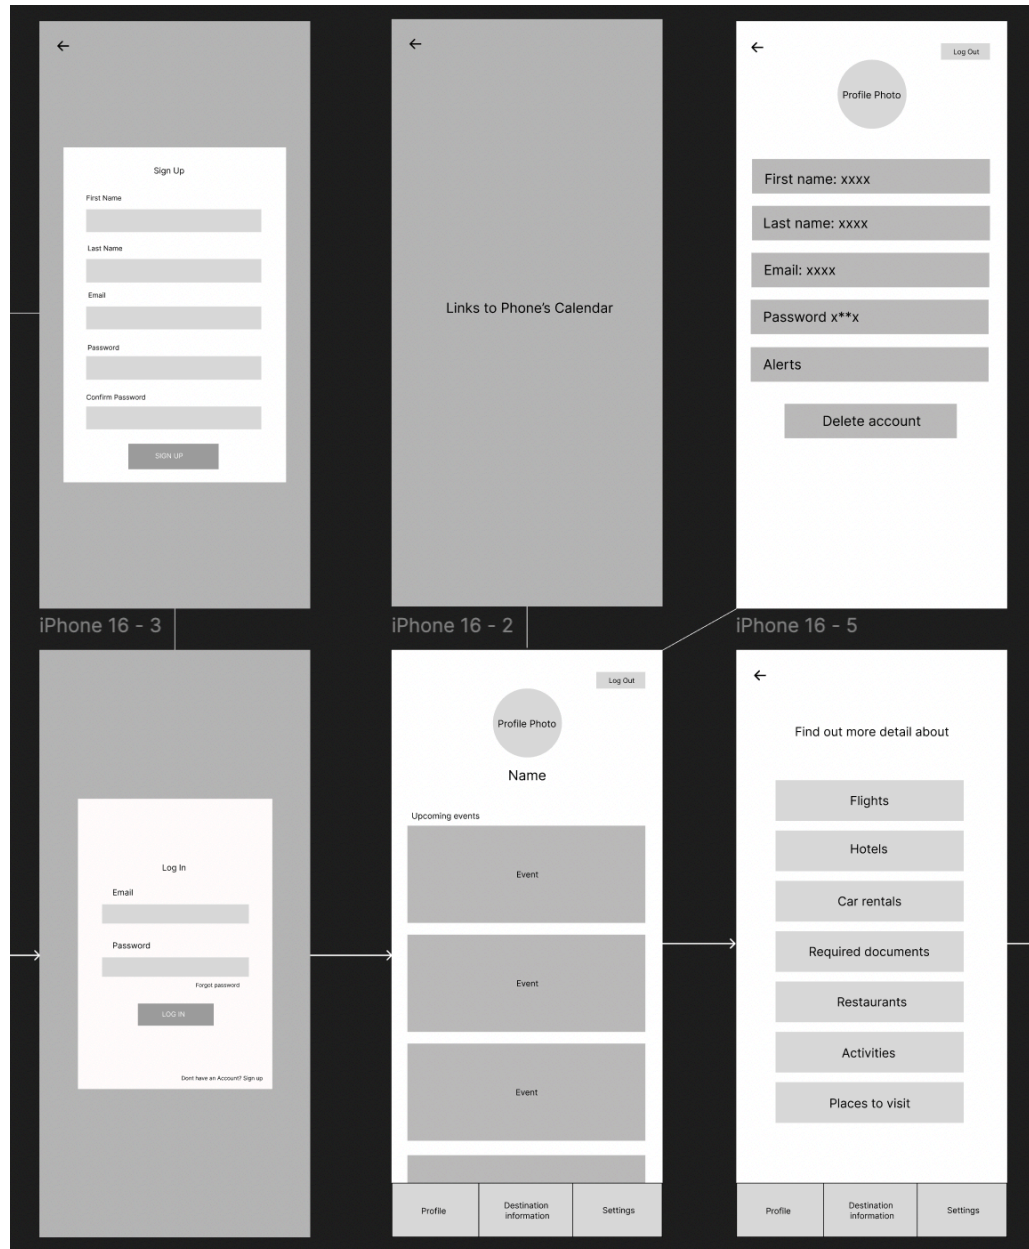 Sign Up
First Name
Last Name
Email
Password
Confirm Password
SIGN UP
Links to Phone's Calendar
Log Out
Profile Photo
First name: xxxx
Last name: xxxx
Email: xxxx
Password x**x
Alerts
Delete account
iPhone 16 - 3
iPhone 16 - 2
iPhone 16 - 5
Log In
Email
Password
Forgot password
LOG IN
Dont have an Account? Sign up
Log Out
Profile Photo
Name
Upcoming events
Event
Event
Event
Profile
Destination
information
Settings
Find out more detail about
Flights
Hotels
Car rentals
Required documents
Restaurants
Activities
Places to visit
Profile
Destination
information
Settings